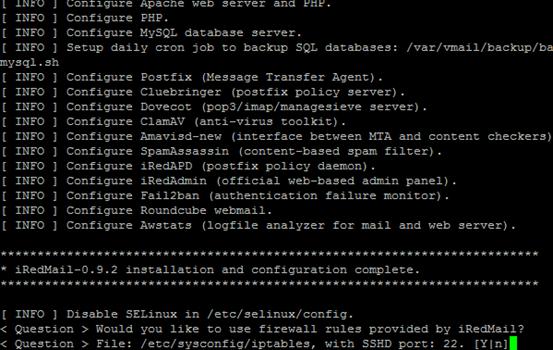 [ INFO ] Configure Apache web server and PHP.
[ INFO ] Configure PHP.
[ INFO ] Configure MySQL database server.
[ INFO ] Setup daily cron job to backup SQL databases: /var/vmail/backup/ba
mysql.sh
[ INFO ] Configure Postfix (Message Transfer Agent).
[ INFO ] Configure Cluebringer (postfix policy server).
[ INFO ] Configure Dovecot (pop3/imap/managesieve server).
[ INFO ] Configure ClamAV (anti-virus toolkit).
[ INFO ] Configure Amavisd-new (interface between MTA and content checkers)
[ INFO ] Configure SpamAssassin (content-based spam filter).
[ INFO ] Configure iRedAPD (postfix policy daemon).
[ INFO ] Configure iRedAdmin (official web-based admin panel).
[ INFO ] Configure Fail2ban (authentication failure monitor).
[ INFO ] Configure Roundcube webmail.
[ INFO ] Configure Awstats (logfile analyzer for mail and web server).
*************************************************************************
* iRedMail-0.9.2 installation and configuration complete.
*************************************************************************
[ INFO ] Disable SELinux in /etc/selinux/config.
< Question > Would you like to use firewall rules provided by iRedMail?
< Question > File: /etc/sysconfig/iptables, with SSHD port: 22. [Y|n]